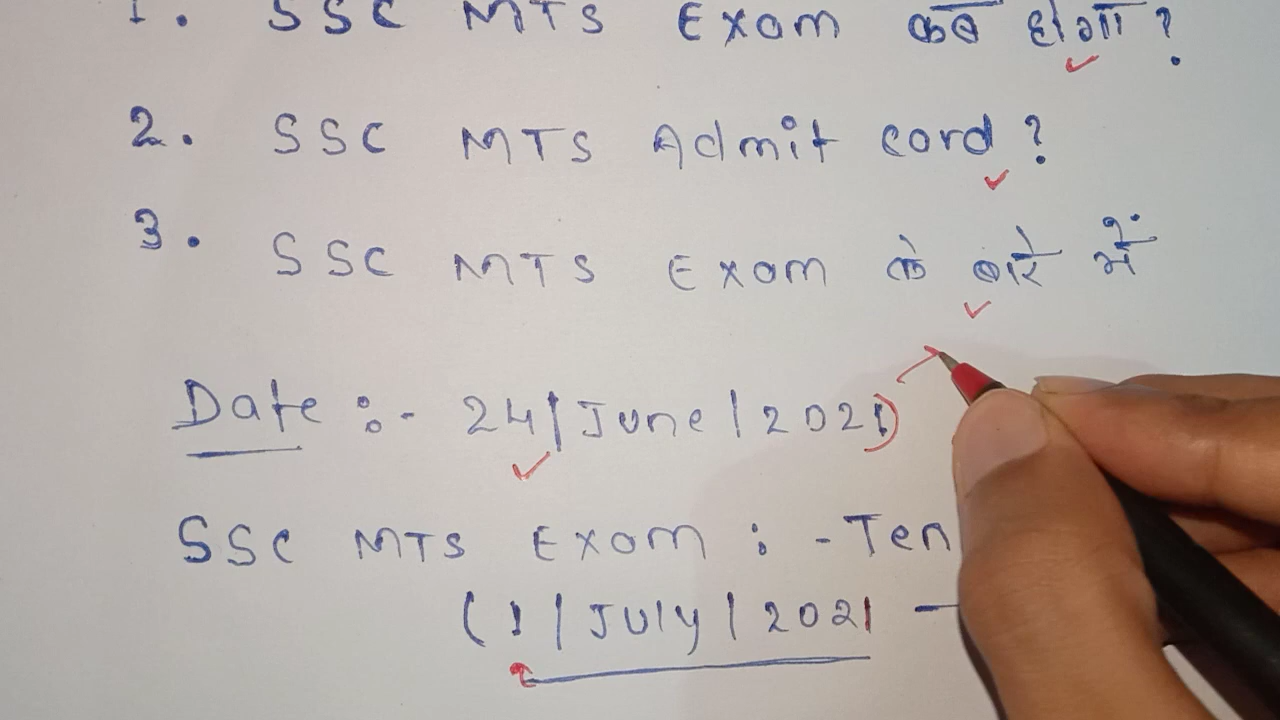 1. SSC MTS Exam कब होगा ?
2. SSC MTS Admit Card ?
3. SSC MTS Exam के बारे में
Date :- 24/June/2021
SSC MTS Exam : - Ten
(1/July/2021 -